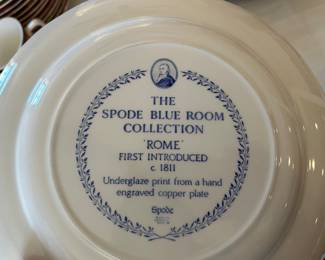 THE
SPODE BLUE ROOM
COLLECTION
'ROME'
FIRST INTRODUCED
c. 1811
Underglaze print from a hand
engraved copper plate
Spode